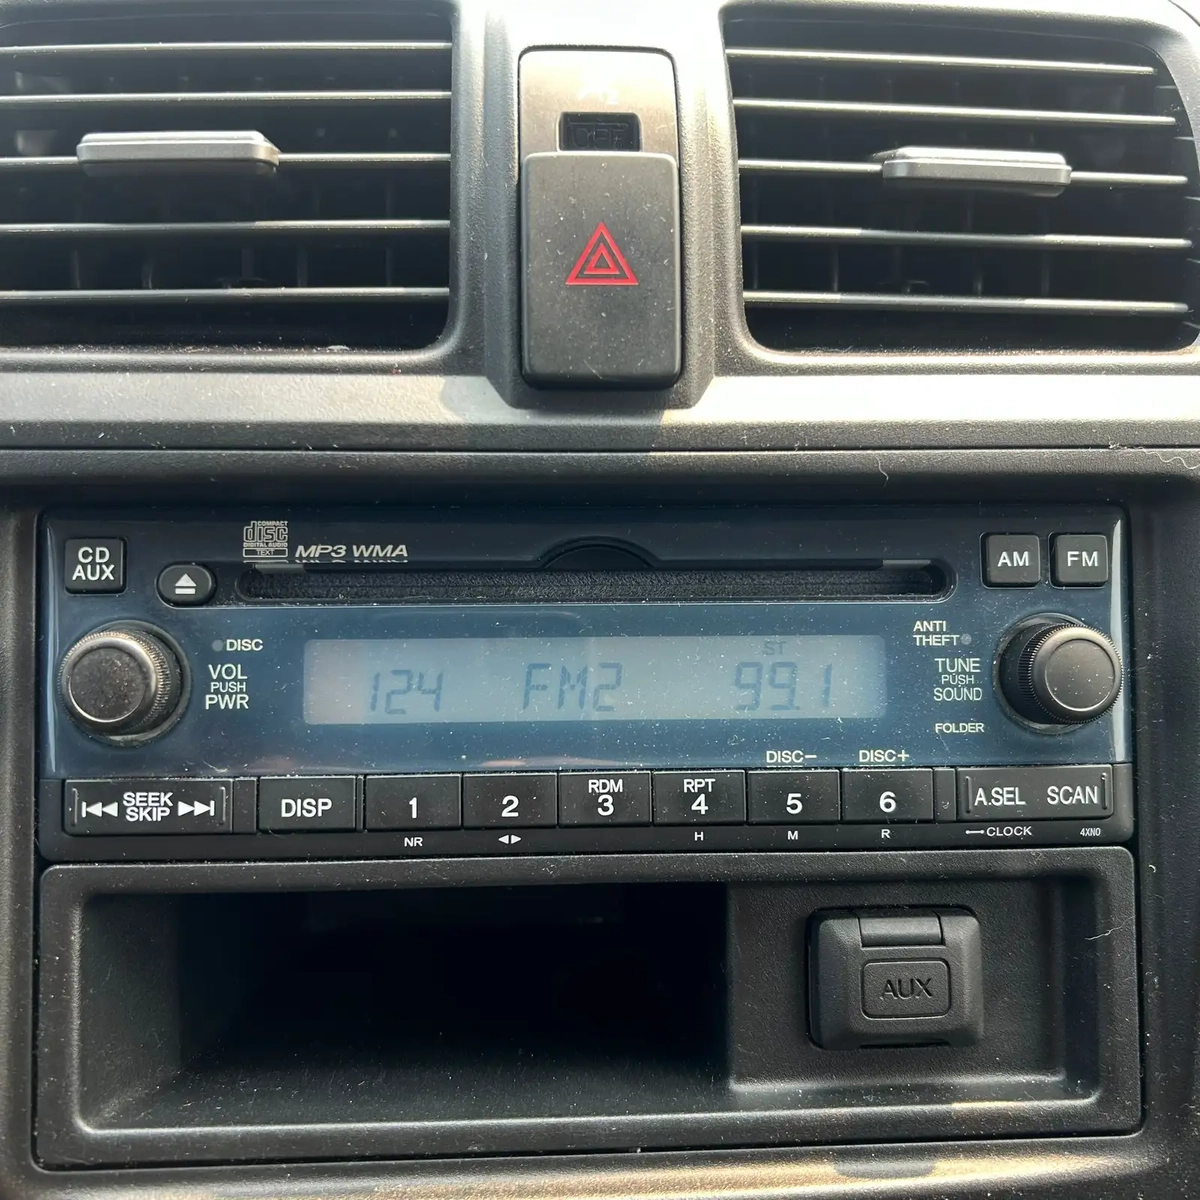 OFF
COMPACT
disc
DIGITAL AUDIO
TEXT
MP3 WMA
CD
AUX
AM
FM
DISC
VOL
PUSH
PWR
124 FM2 ST 99.1
ANTI
THEFT
TUNE
PUSH
SOUND
FOLDER
DISC− DISC+
SEEK
SKIP
DISP
1
NR
2
RDM
3
RPT
4
H
5
M
6
R
A.SEL SCAN
CLOCK
4XN0
AUX